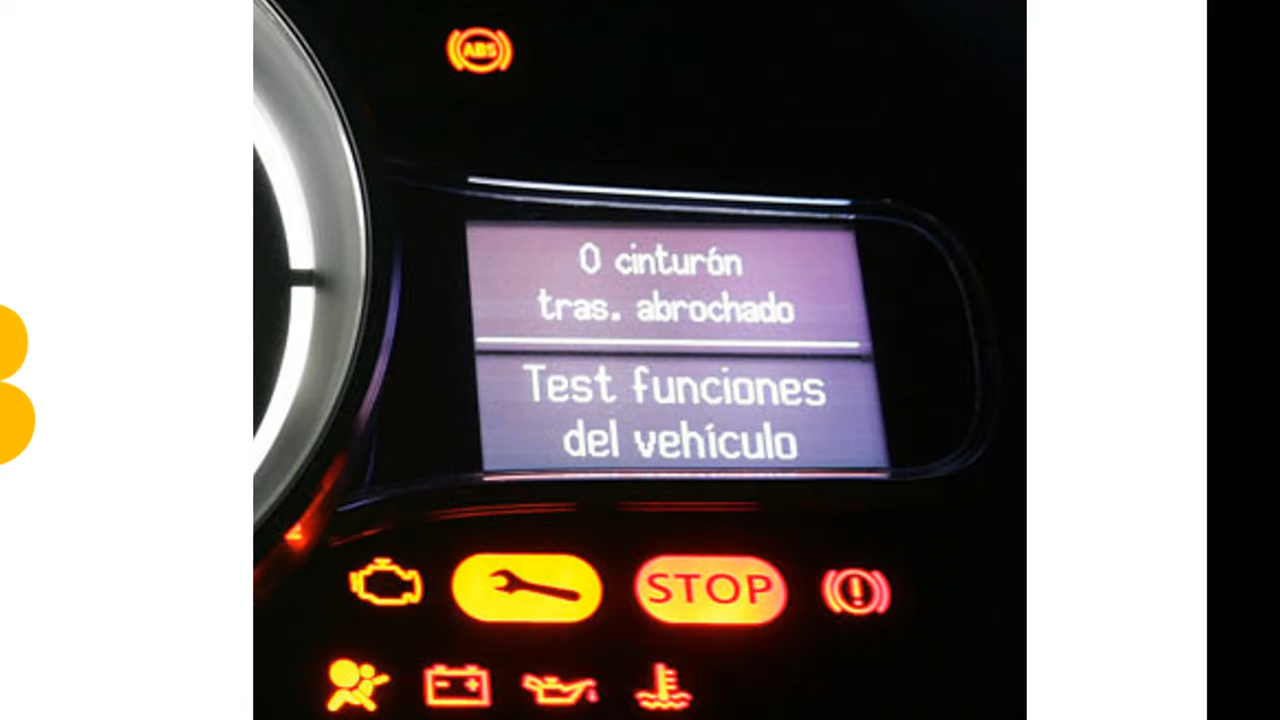 ABS
0 cinturón
tras. abrochado
Test funciones
del vehículo
STOP